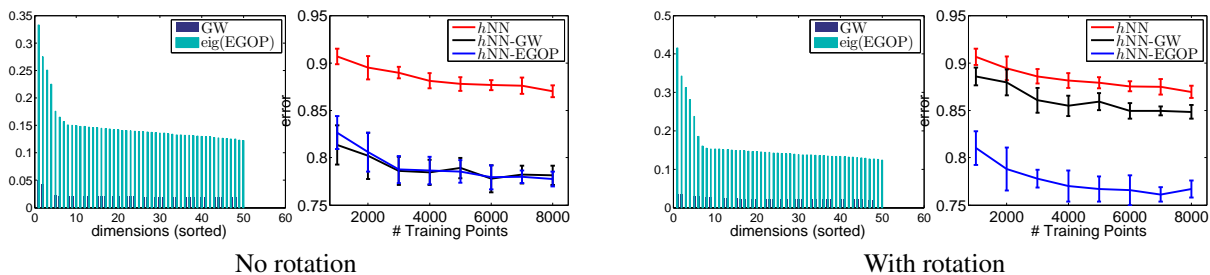 GW
eig(EGOP)
0.35
0.3
0.25
0.2
0.15
0.1
0.05
0
0 10 20 30 40 50 60
dimensions (sorted)
hNN
hNN-GW
hNN-EGOP
0.95
0.9
0.85
0.8
0.75
error
2000 4000 6000 8000
# Training Points
No rotation
GW
eig(EGOP)
0.5
0.4
0.3
0.2
0.1
0
0 10 20 30 40 50 60
dimensions (sorted)
hNN
hNN-GW
hNN-EGOP
0.95
0.9
0.85
0.8
0.75
error
2000 4000 6000 8000
# Training Points
With rotation